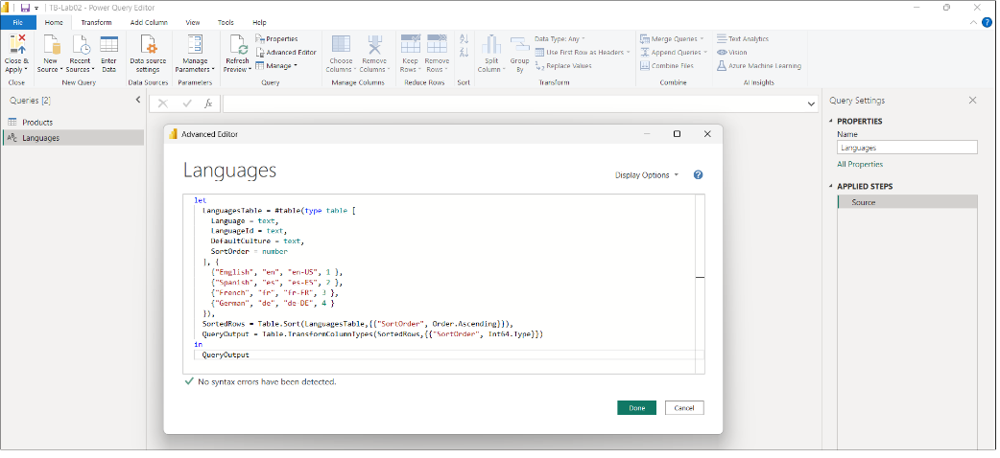 TB-Lab02 - Power Query Editor
File Home Transform Add Column View Tools Help
Close & Apply
New Source
Recent Sources
Enter Data
Data source settings
Manage Parameters
Refresh Preview
Properties
Advanced Editor
Manage
Choose Columns
Remove Columns
Keep Rows
Remove Rows
Split Column
Group By
Data Type: Any
Use First Row as Headers
Replace Values
Merge Queries
Append Queries
Combine Files
Text Analytics
Vision
Azure Machine Learning
Close New Query Data Sources Parameters Query Manage Columns Reduce Rows Sort Transform Combine AI Insights
Queries [2]
Products
Languages
fx
Advanced Editor
Languages
Display Options
let
LanguagesTable = #table(type table [
Language = text,
LanguageId = text,
DefaultCulture = text,
SortOrder = number
], {
{"English", "en", "en-US", 1 },
{"Spanish", "es", "es-ES", 2 },
{"French", "fr", "fr-FR", 3 },
{"German", "de", "de-DE", 4 }
}),
SortedRows = Table.Sort(LanguagesTable,{{"SortOrder", Order.Ascending}}),
QueryOutput = Table.TransformColumnTypes(SortedRows,{{"SortOrder", Int64.Type}})
in
QueryOutput
No syntax errors have been detected.
Done Cancel
Query Settings
PROPERTIES
Name
Languages
All Properties
APPLIED STEPS
Source